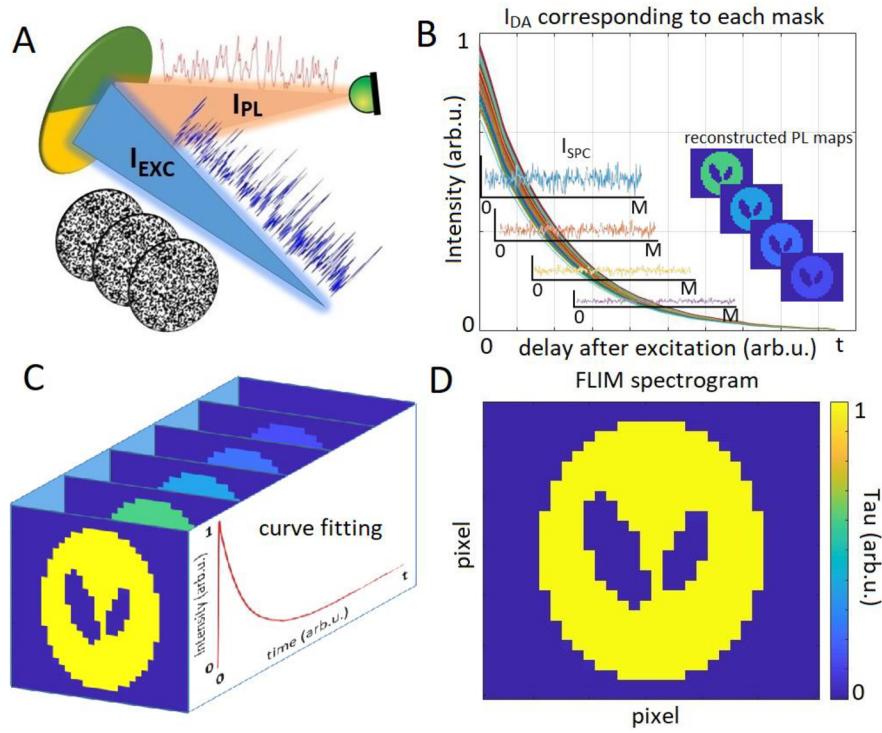 A
I_PL
I_EXC
B
I_DA corresponding to each mask
1
Intensity (arb.u.)
I_SPC
0 M
0 M
0 M
0 M
reconstructed PL maps
0
0 delay after excitation (arb.u.) t
C
curve fitting
1
Intensity (arb.u.)
t
time (arb.u.)
0
0
D
FLIM spectrogram
1
pixel
Tau (arb.u.)
0
pixel